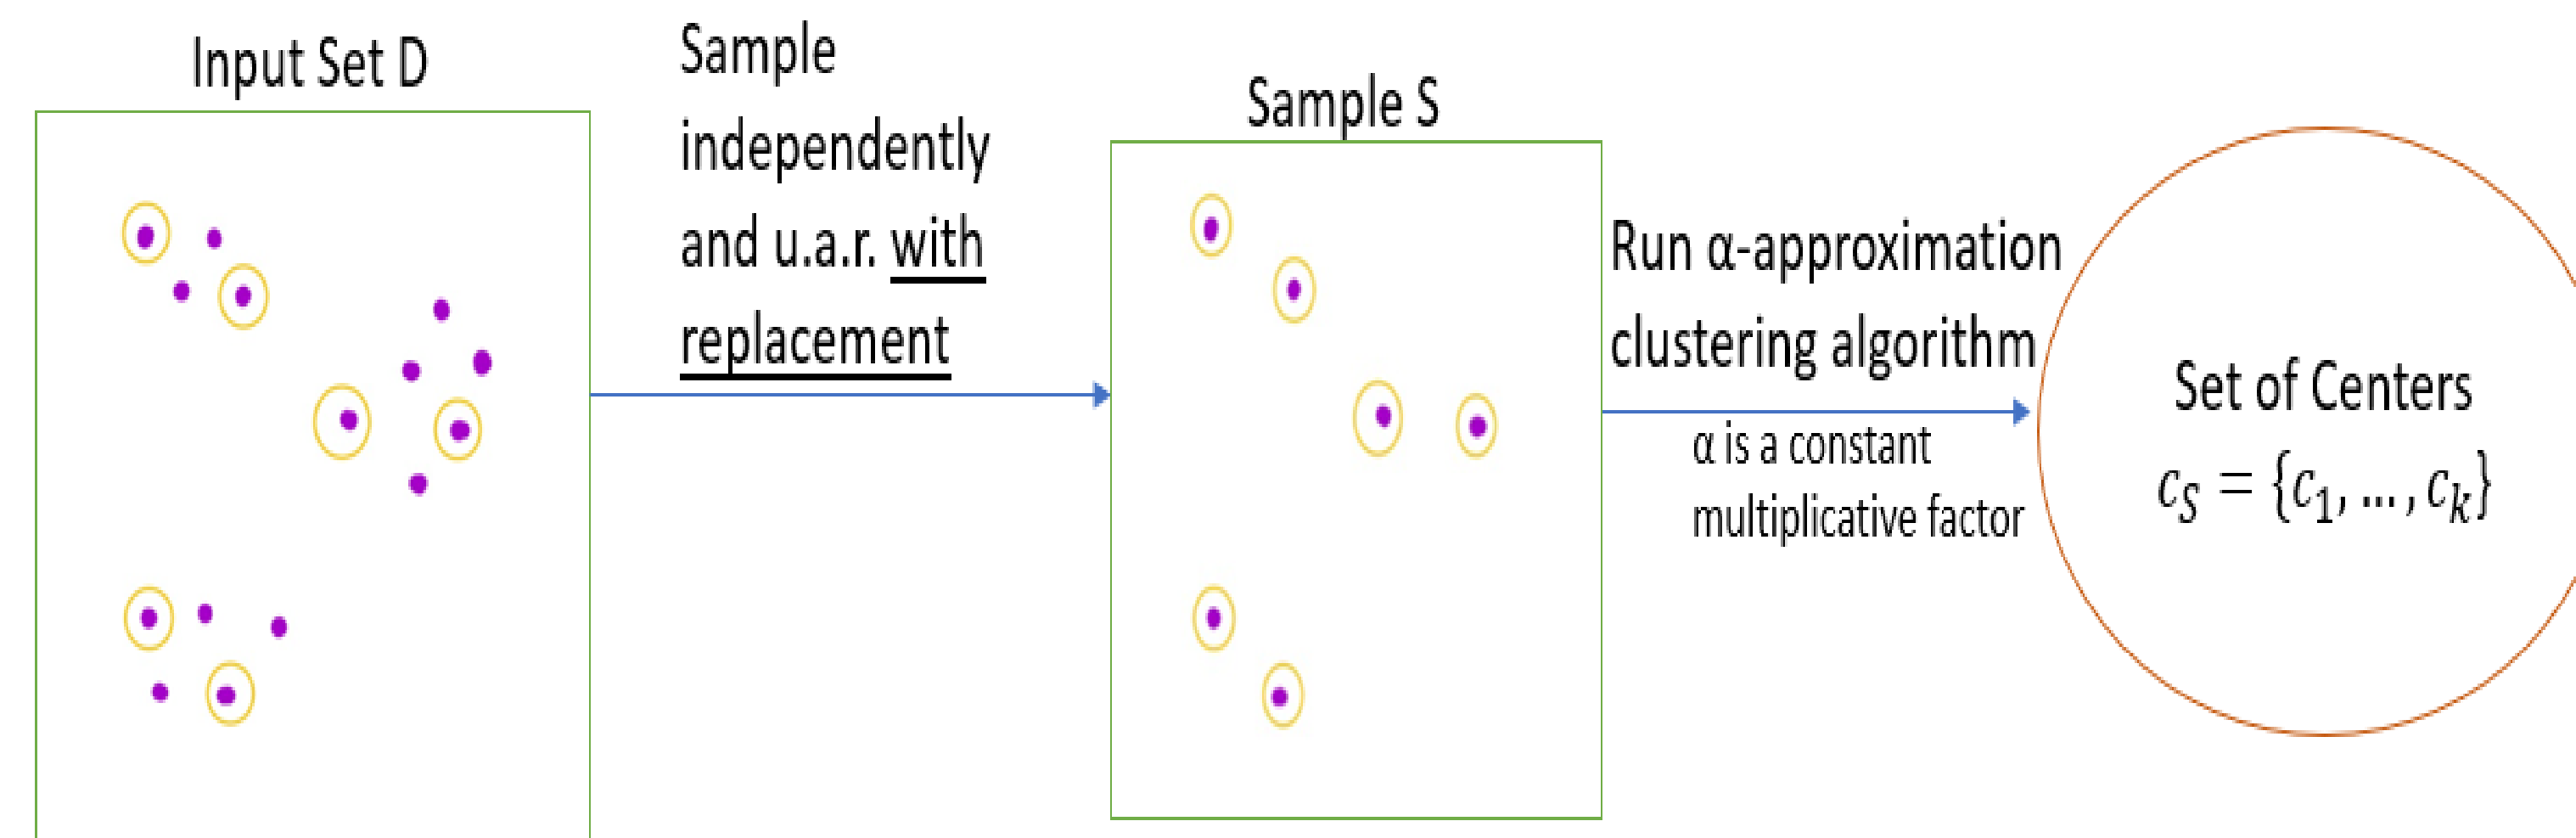 Input Set D
Sample
independently
and u.a.r. with
replacement
Sample S
Run α-approximation
clustering algorithm
α is a constant
multiplicative factor
Set of Centers
c_S = {c_1, ... , c_k}